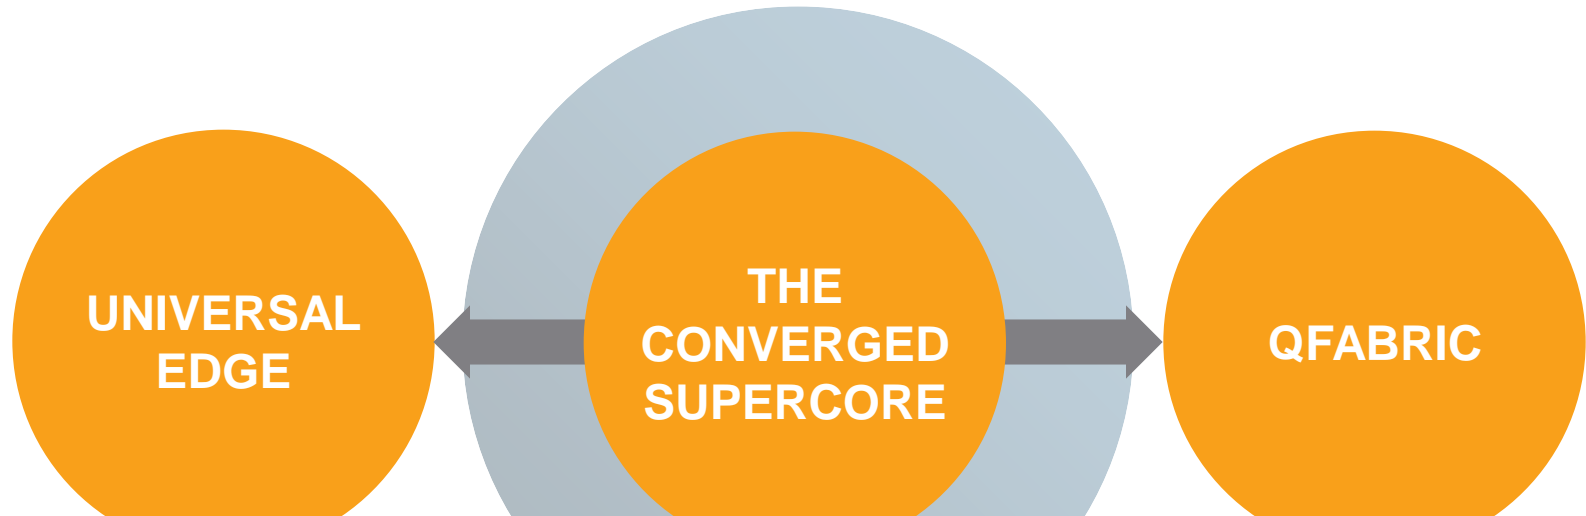 UNIVERSAL
EDGE
THE
CONVERGED
SUPERCORE
QFABRIC